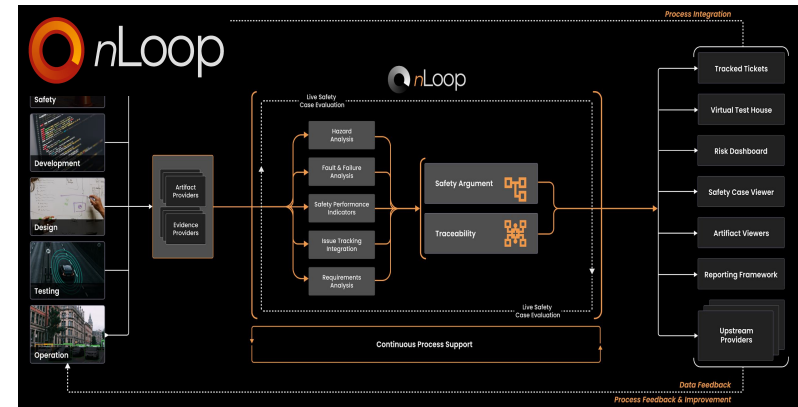 Process Integration
OnLoop
OnLoop
Safety
Development
Design
Testing
Operation
Artifact
Providers
Evidence
Providers
Live Safety
Case Evaluation
Hazard
Analysis
Fault & Failure
Analysis
Safety Performance
Indicators
Issue Tracking
Integration
Requirements
Analysis
Safety Argument
Traceability
Live Safety
Case Evaluation
Continuous Process Support
Tracked Tickets
Virtual Test House
Risk Dashboard
Safety Case Viewer
Artifact Viewers
Reporting Framework
Upstream
Providers
Data Feedback
Process Feedback & Improvement